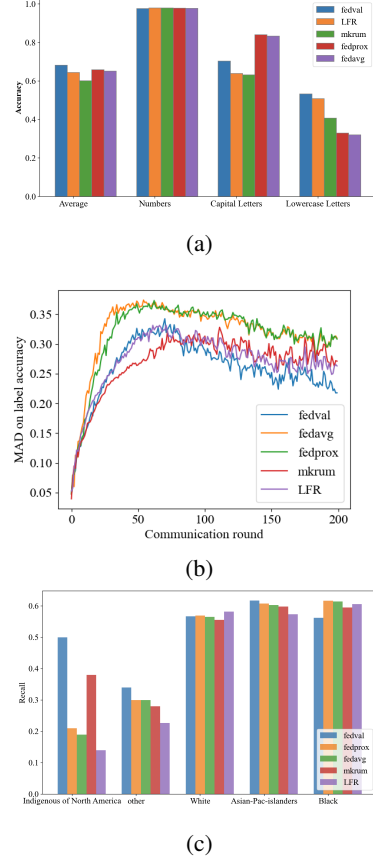 1.0
0.8
0.6
0.4
0.2
0.0
Accuracy
fedval
LFR
mkrum
fedprox
fedavg
Average Numbers Capital Letters Lowercase Letters
(a)
0.35
0.30
0.25
0.20
0.15
0.10
0.05
MAD on label accuracy
fedval
fedavg
fedprox
mkrum
LFR
0 50 100 150 200
Communication round
(b)
0.6
0.5
0.4
0.3
0.2
0.1
0.0
Recall
fedval
fedprox
fedavg
mkrum
LFR
Indigenous of North America other White Asian-Pac-islanders Black
(c)